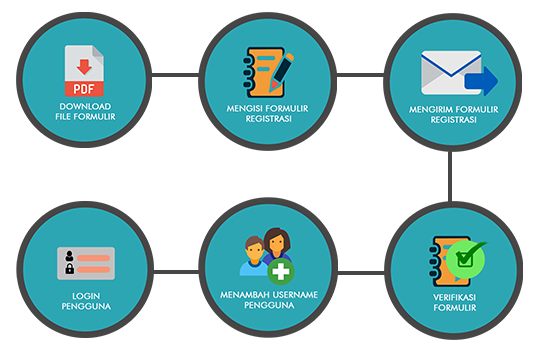 PDF
DOWNLOAD
FILE FORMULIR
MENGISI FORMULIR
REGISTRASI
MENGIRIM FORMULIR
REGISTRASI
LOGIN
PENGGUNA
MENAMBAH USERNAME
PENGGUNA
VERIFIKASI
FORMULIR